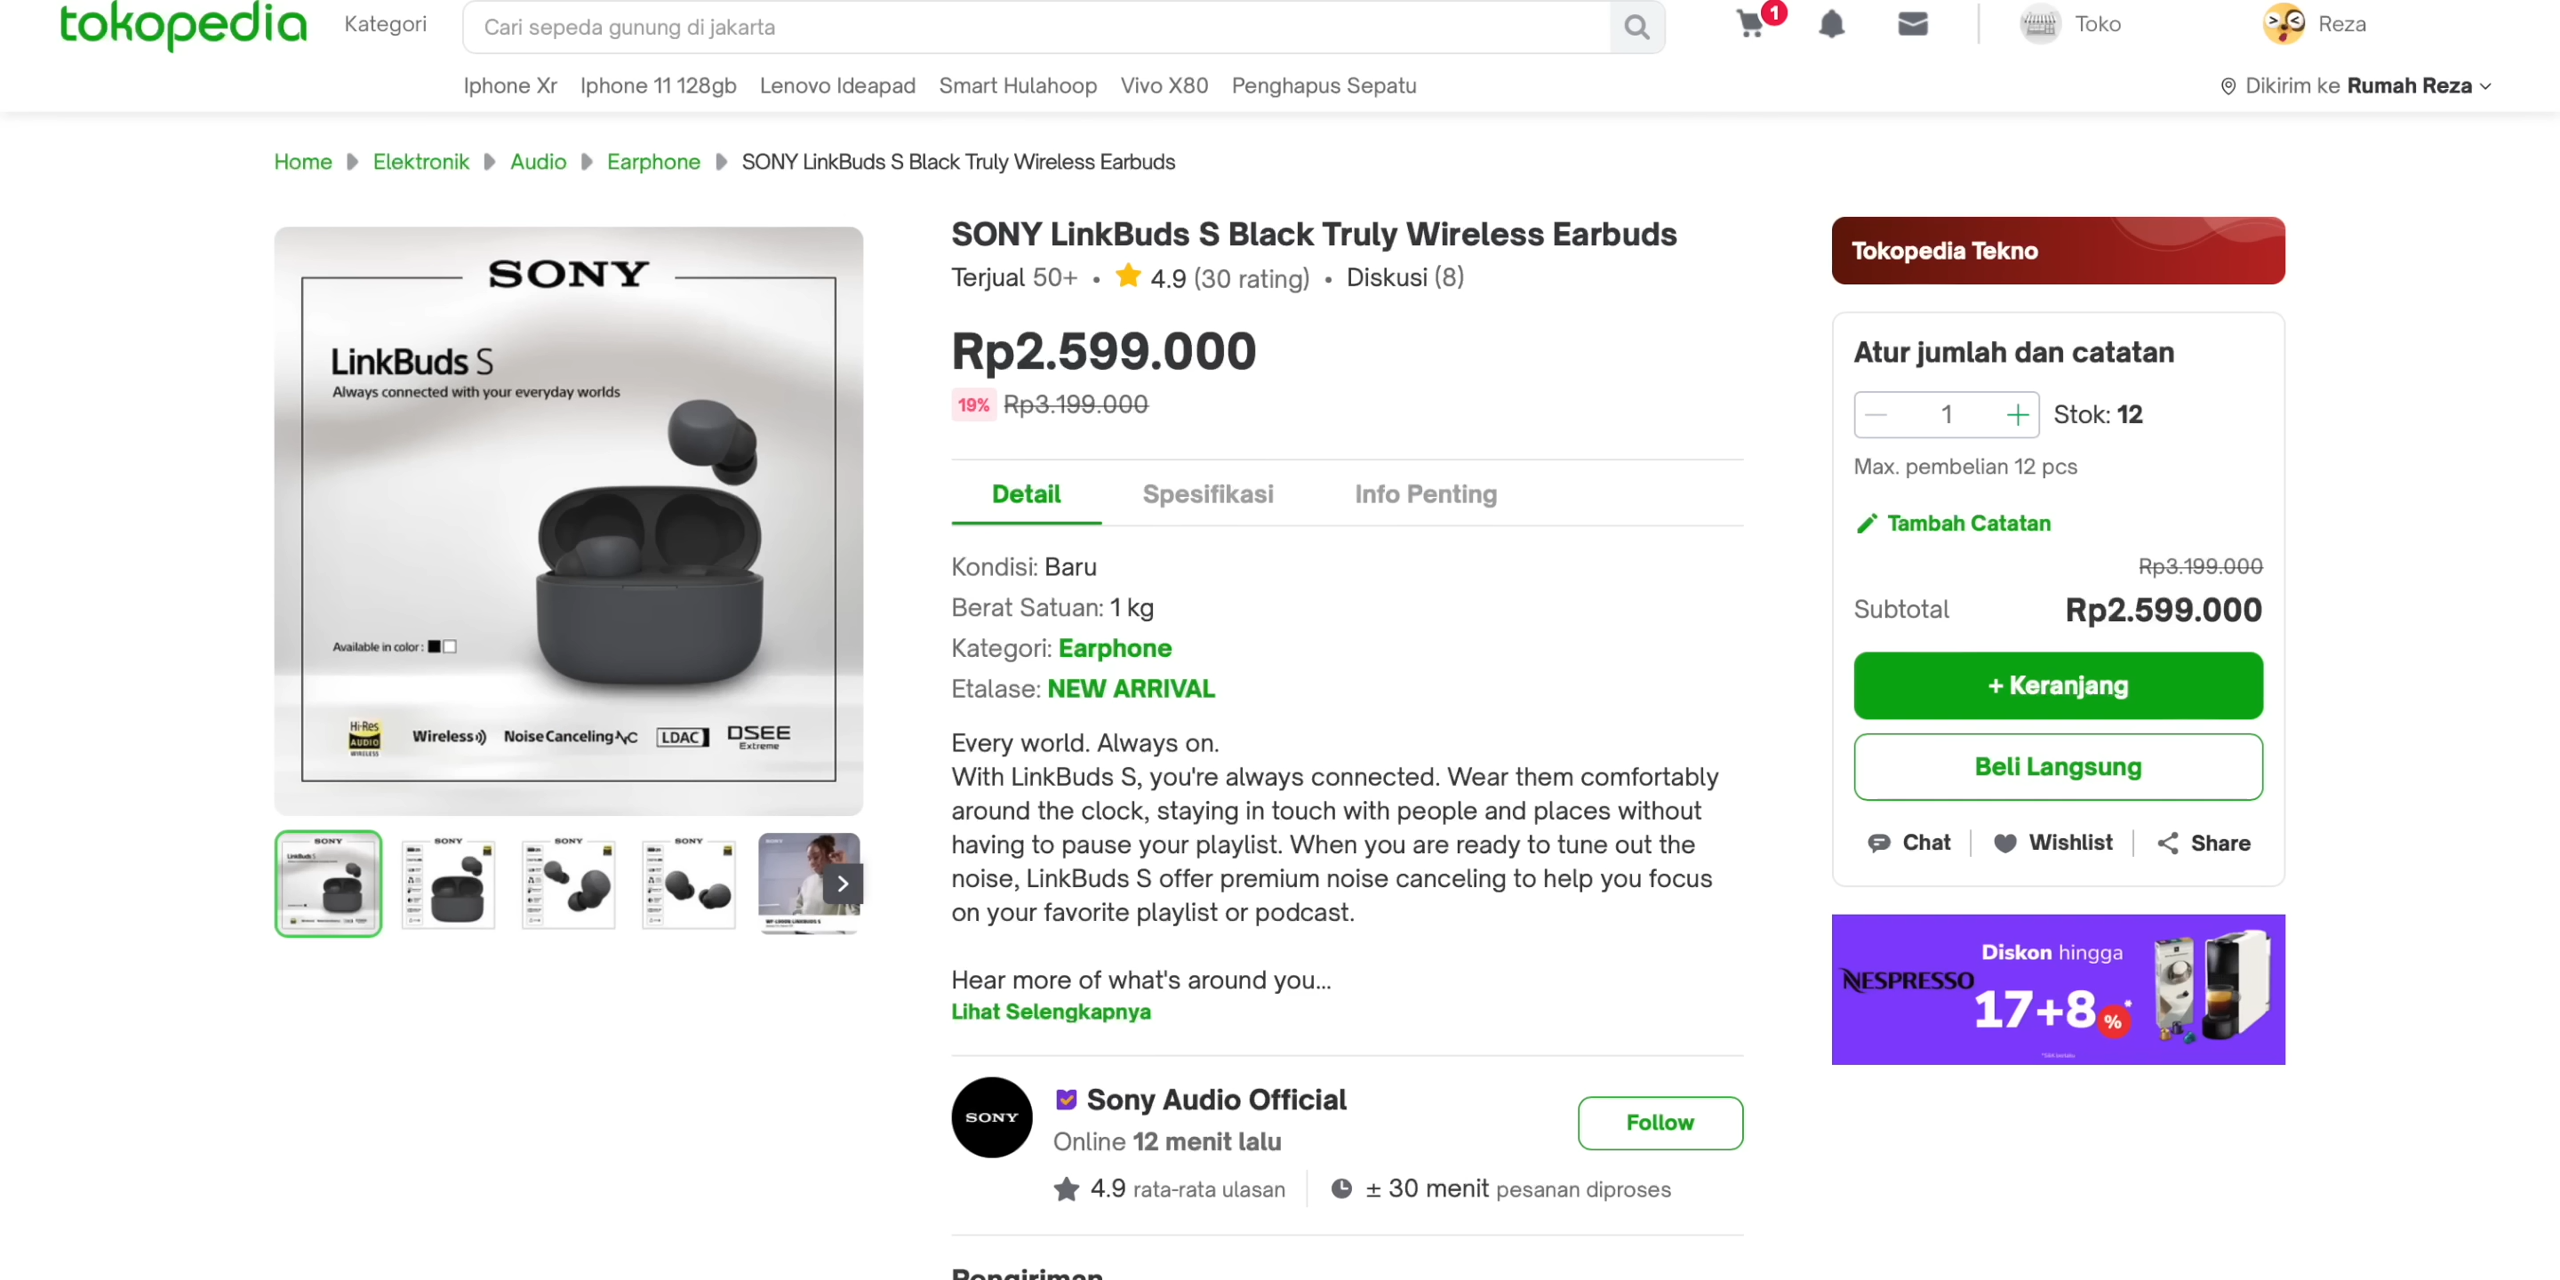 tokopedia
Kategori
Cari sepeda gunung di jakarta
1
Toko
Reza
Iphone Xr Iphone 11 128gb Lenovo Ideapad Smart Hulahoop Vivo X80 Penghapus Sepatu
Dikirim ke Rumah Reza
Home Elektronik Audio Earphone SONY LinkBuds S Black Truly Wireless Earbuds
SONY
LinkBuds S
Always connected with your everyday worlds
Available in color :
Hi-Res AUDIO WIRELESS
Wireless
Noise Canceling
LDAC
DSEE Extreme
SONY
SONY
SONY
SONY
SONY LinkBuds S Black Truly Wireless Earbuds
Terjual 50+ • 4.9 (30 rating) • Diskusi (8)
Rp2.599.000
19% Rp3.199.000
Detail Spesifikasi Info Penting
Kondisi: Baru
Berat Satuan: 1 kg
Kategori: Earphone
Etalase: NEW ARRIVAL
Every world. Always on.
With LinkBuds S, you're always connected. Wear them comfortably
around the clock, staying in touch with people and places without
having to pause your playlist. When you are ready to tune out the
noise, LinkBuds S offer premium noise canceling to help you focus
on your favorite playlist or podcast.
Hear more of what's around you...
Lihat Selengkapnya
SONY
Sony Audio Official
Online 12 menit lalu
Follow
4.9 rata-rata ulasan
± 30 menit pesanan diproses
Pengiriman
Tokopedia Tekno
Atur jumlah dan catatan
1
Stok: 12
Max. pembelian 12 pcs
Tambah Catatan
Rp3.199.000
Subtotal Rp2.599.000
+ Keranjang
Beli Langsung
Chat Wishlist Share
Diskon hingga
NESPRESSO
17+8%*